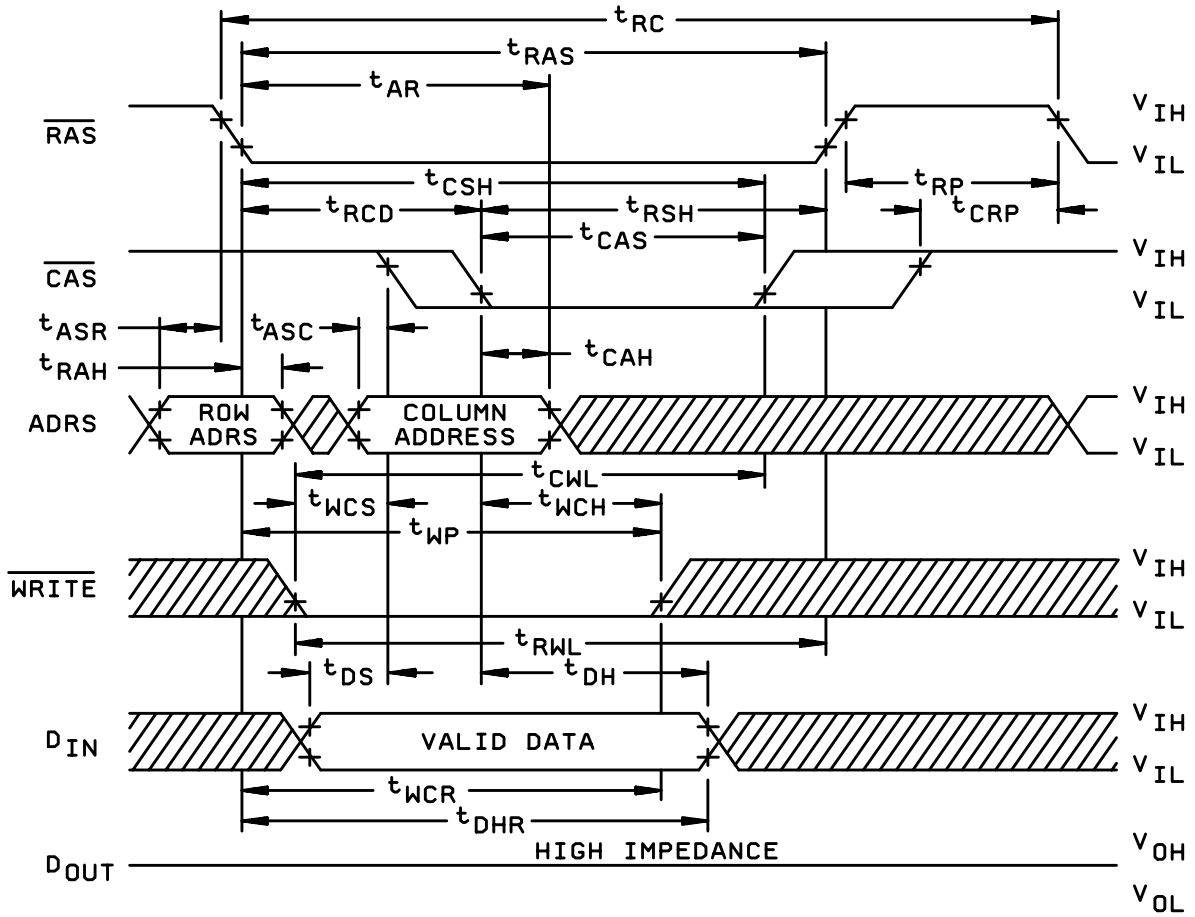 tRC
tRAS
tAR
RAS
VIH
VIL
tCSH
tRP
tRCD
tRSH
tCRP
tCAS
CAS
VIH
VIL
tASR
tASC
tRAH
tCAH
ADRS
ROW
ADRS
COLUMN
ADDRESS
VIH
VIL
tCWL
tWCS
tWCH
tWP
WRITE
VIH
VIL
tRWL
tDS
tDH
DIN
VALID DATA
VIH
VIL
tWCR
tDHR
HIGH IMPEDANCE
DOUT
VOH
VOL